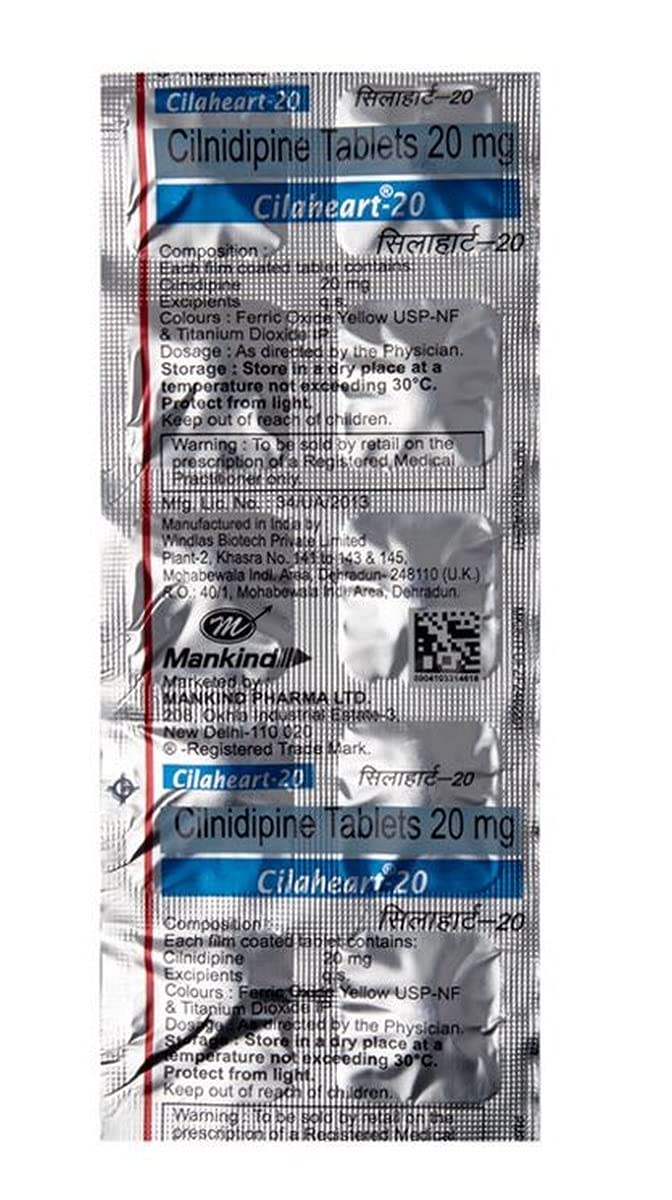 Cilaheart-20 सिलाहार्ट–20
Cilnidipine Tablets 20 mg
Cilaheart®-20
सिलाहार्ट–20
Composition :
Each film coated tablet contains:
Cilnidipine 20 mg
Excipients q.s.
Colours : Ferric Oxide Yellow USP-NF
& Titanium Dioxide IP
Dosage : As directed by the Physician.
Storage : Store in a dry place at a
temperature not exceeding 30°C.
Protect from light.
Keep out of reach of children.
Warning : To be sold by retail on the
prescription of a Registered Medical
Practitioner only.
Mfg. Lic. No. : 34/UA/2013
Manufactured in India by
Windlas Biotech Private Limited
Plant-2, Khasra No. 141 to 143 & 145,
Mohabewala Indl. Area, Dehradun- 248110 (U.K.)
R.O.: 40/1, Mohabewala Indl. Area, Dehradun.
m
Mankind
Marketed by :
MANKIND PHARMA LTD.
208, Okhla Industrial Estate-3,
New Delhi-110 020
® -Registered Trade Mark.
Cilaheart-20 सिलाहार्ट–20
Cilnidipine Tablets 20 mg
Cilaheart®-20
सिलाहार्ट–20
Composition :
Each film coated tablet contains:
Cilnidipine 20 mg
Excipients q.s.
Colours : Ferric Oxide Yellow USP-NF
& Titanium Dioxide IP
Dosage : As directed by the Physician.
Storage : Store in a dry place at a
temperature not exceeding 30°C.
Protect from light.
Keep out of reach of children.
Warning : To be sold by retail on the
prescription of a Registered Medical